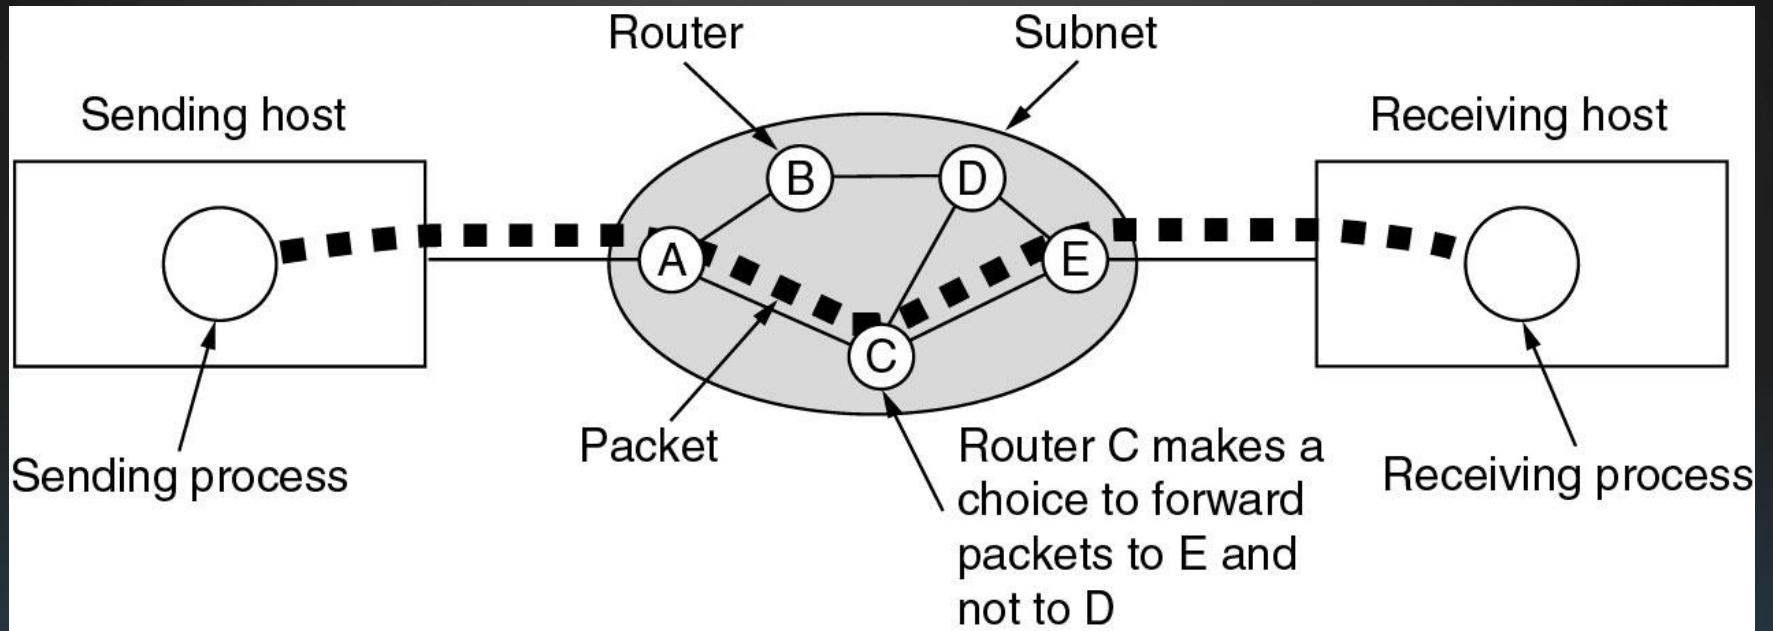 Router
Subnet
Sending host
Receiving host
B
D
A
E
C
Packet
Router C makes a
choice to forward
packets to E and
not to D
Sending process
Receiving process